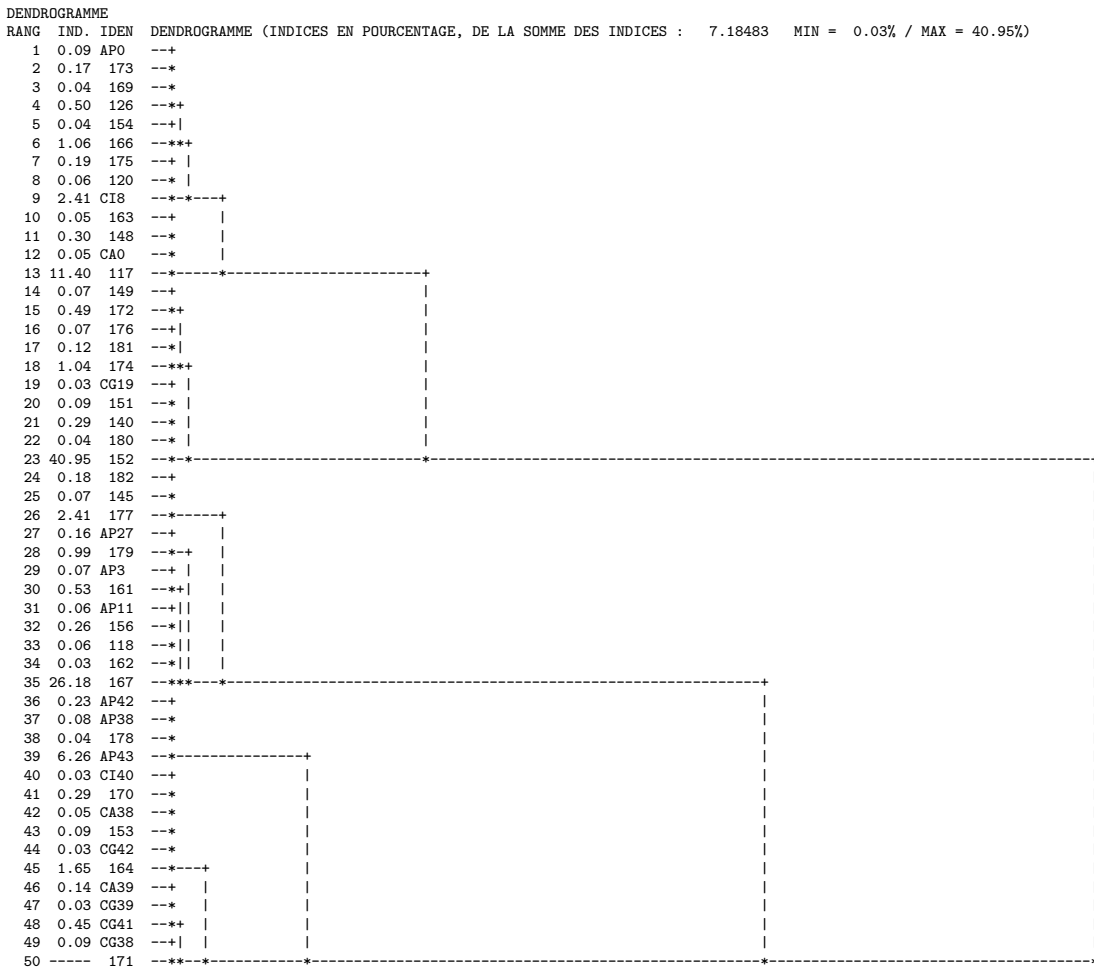 DENDROGRAMME
RANG  IND. IDEN  DENDROGRAMME (INDICES EN POURCENTAGE, DE LA SOMME DES INDICES :   7.18483   MIN =  0.03% / MAX = 40.95%)
   1  0.09 AP0   --+
   2  0.17  173  --*
   3  0.04  169  --*
   4  0.50  126  --*+
   5  0.04  154  --+|
   6  1.06  166  --**+
   7  0.19  175  --+ |
   8  0.06  120  --* |
   9  2.41 CI8   --*-*---+
  10  0.05  163  --+     |
  11  0.30  148  --*     |
  12  0.05 CA0   --*     |
  13 11.40  117  --*-----*------------------------+
  14  0.07  149  --+                              |
  15  0.49  172  --*+                             |
  16  0.07  176  --+|                             |
  17  0.12  181  --*|                             |
  18  1.04  174  --**+                            |
  19  0.03 CG19  --+ |                            |
  20  0.09  151  --* |                            |
  21  0.29  140  --* |                            |
  22  0.04  180  --* |                            |
  23 40.95  152  --*-*----------------------------*-------------------------------------------------------------------------------
  24  0.18  182  --+
  25  0.07  145  --*
  26  2.41  177  --*-----+
  27  0.16 AP27  --+     |
  28  0.99  179  --*-+   |
  29  0.07 AP3   --+ |   |
  30  0.53  161  --*+|   |
  31  0.06 AP11  --+||   |
  32  0.26  156  --*||   |
  33  0.06  118  --*||   |
  34  0.03  162  --*||   |
  35 26.18  167  --***---*----------------------------------------------------------------+
  36  0.23 AP42  --+                                                                      |
  37  0.08 AP38  --*                                                                      |
  38  0.04  178  --*                                                                      |
  39  6.26 AP43  --*---------------+                                                      |
  40  0.03 CI40  --+               |                                                      |
  41  0.29  170  --*               |                                                      |
  42  0.05 CA38  --*               |                                                      |
  43  0.09  153  --*               |                                                      |
  44  0.03 CG42  --*               |                                                      |
  45  1.65  164  --*---+           |                                                      |
  46  0.14 CA39  --+   |           |                                                      |
  47  0.03 CG39  --*   |           |                                                      |
  48  0.45 CG41  --*+  |           |                                                      |
  49  0.09 CG38  --+|  |           |                                                      |
  50 -----  171  --**--*-----------*------------------------------------------------------*---------------------------------------*